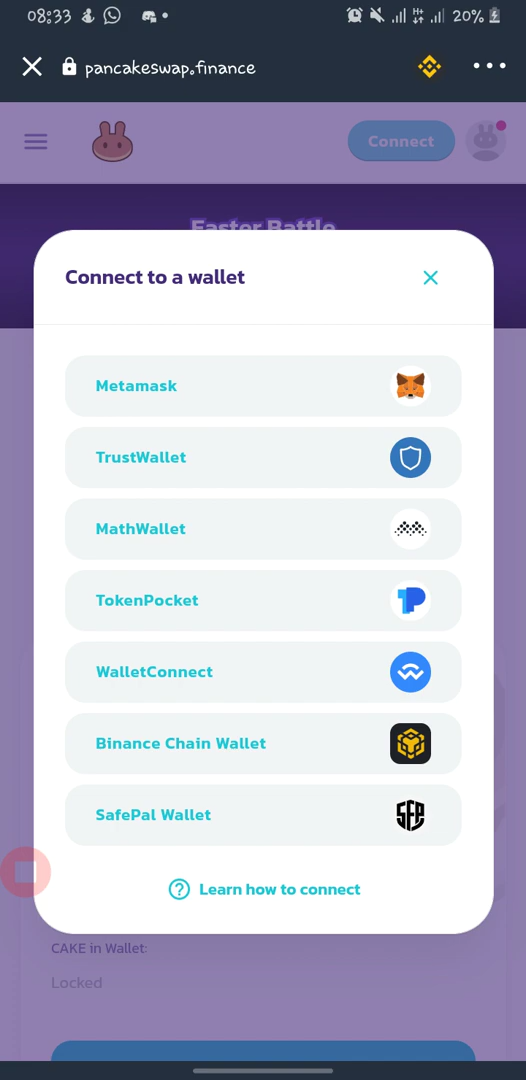 08:33
20%
pancakeswap.finance
Connect
Easter Battle
Connect to a wallet
Metamask
TrustWallet
MathWallet
TokenPocket
WalletConnect
Binance Chain Wallet
SafePal Wallet
Learn how to connect
CAKE in Wallet:
Locked